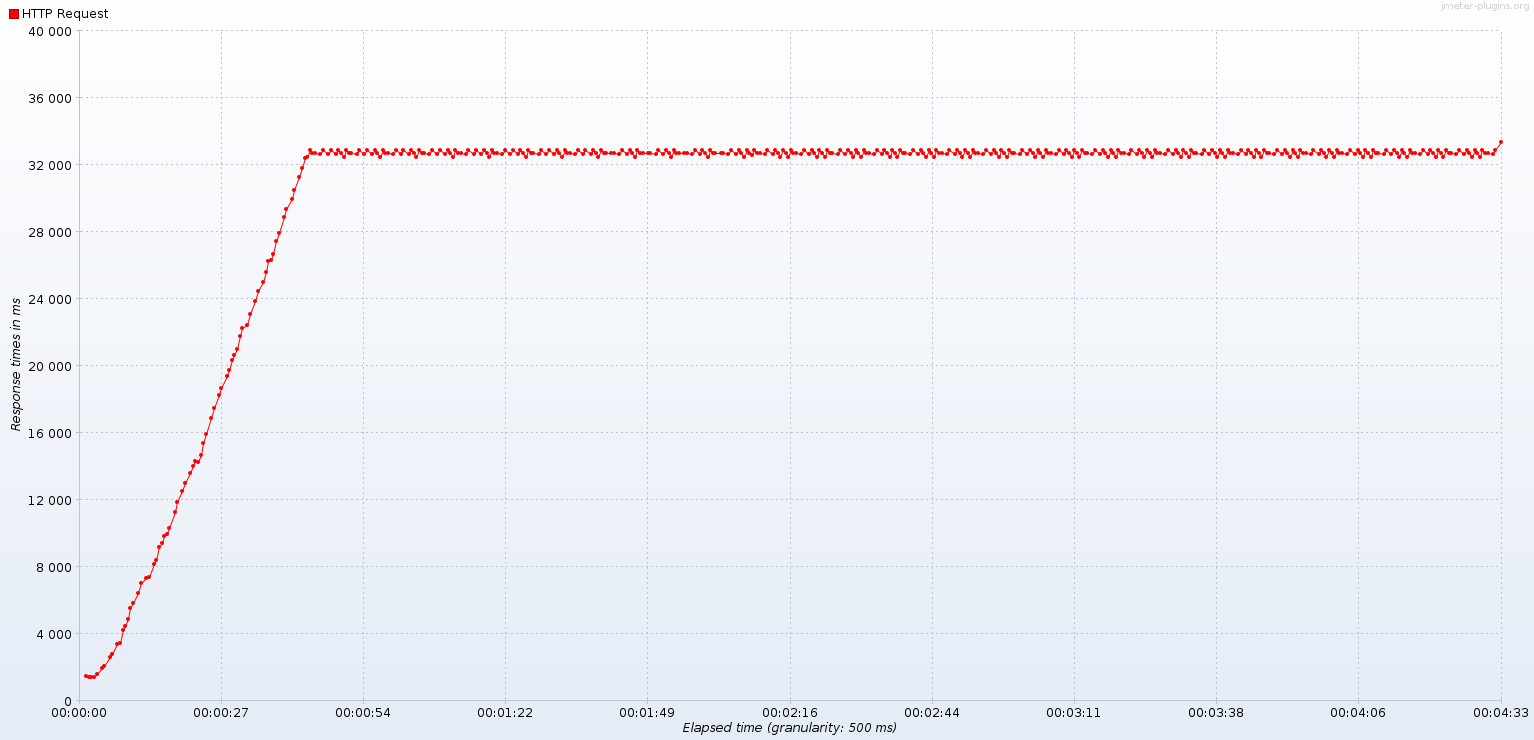 jmeter-plugins.org
HTTP Request
40 000
36 000
32 000
28 000
24 000
20 000
16 000
12 000
8 000
4 000
0
Response times in ms
00:00:00 00:00:27 00:00:54 00:01:22 00:01:49 00:02:16 00:02:44 00:03:11 00:03:38 00:04:06 00:04:33
Elapsed time (granularity: 500 ms)